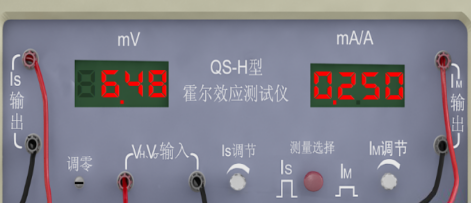 mV
mA/A
QS-H型
6.48
0.250
霍尔效应测试仪
Is
输
出
IM
输
出
调零
VH.Vσ输入
Is调节
测量选择
IS
IM
IM调节